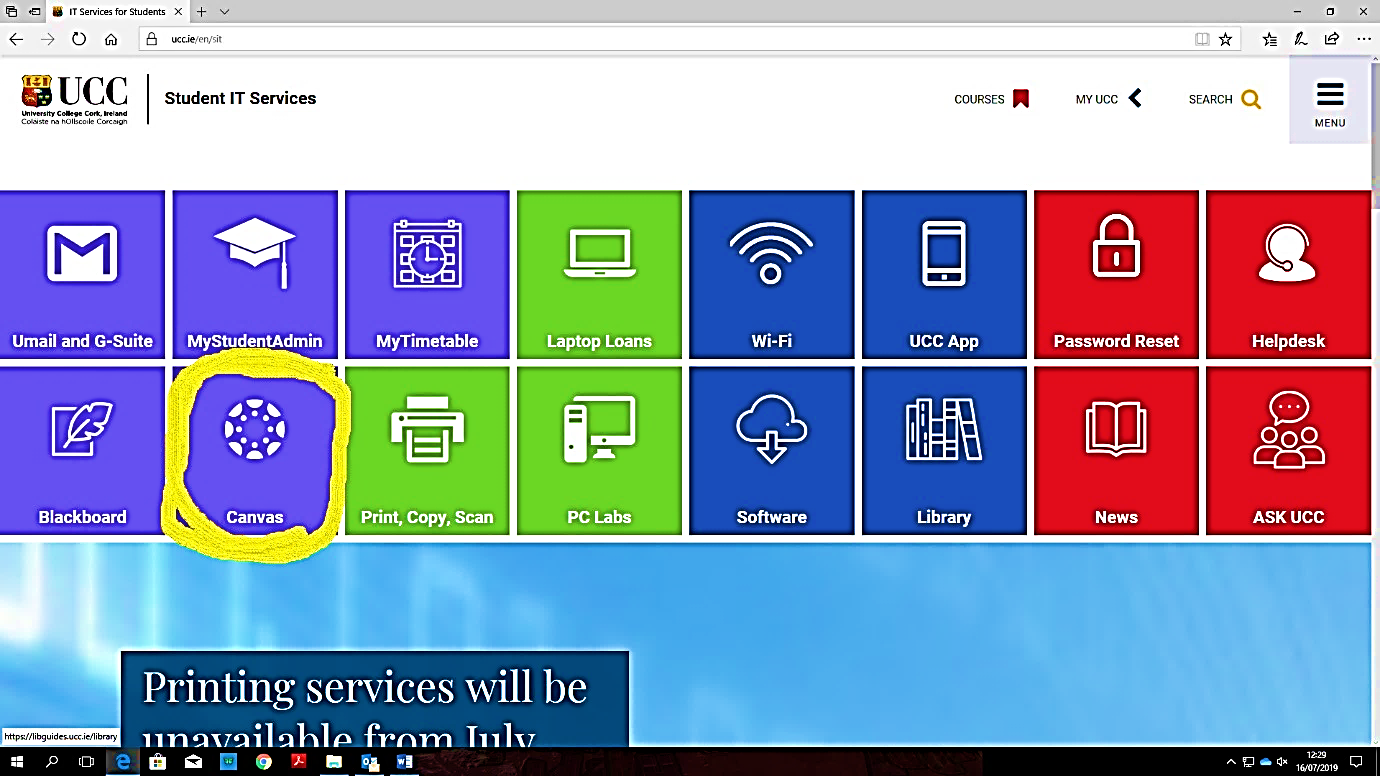 IT Services for Students
ucc.ie/en/sit
UCC
University College Cork, Ireland
Coláiste na hOllscoile Corcaigh
Student IT Services
COURSES
MY UCC
SEARCH
MENU
Umail and G-Suite
MyStudentAdmin
MyTimetable
Laptop Loans
Wi-Fi
UCC App
Password Reset
Helpdesk
Blackboard
Canvas
Print, Copy, Scan
PC Labs
Software
Library
News
ASK UCC
Printing services will be
unavailable from July
https://libguides.ucc.ie/library
12:29
16/07/2019